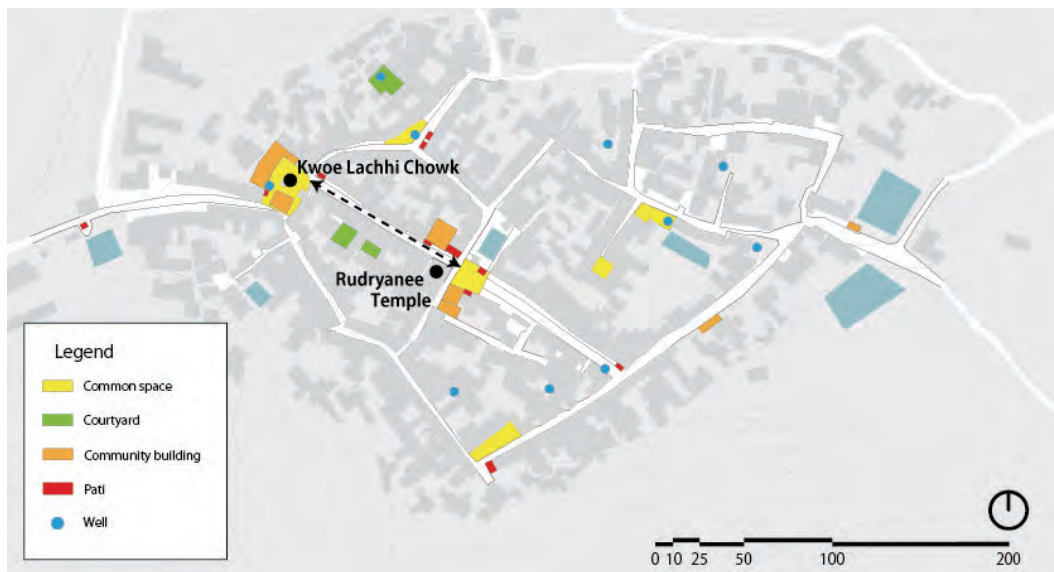 Kwoe Lachhi Chowk
Rudryanee
Temple
Legend
Common space
Courtyard
Community building
Pati
Well
0 10 25 50 100 200